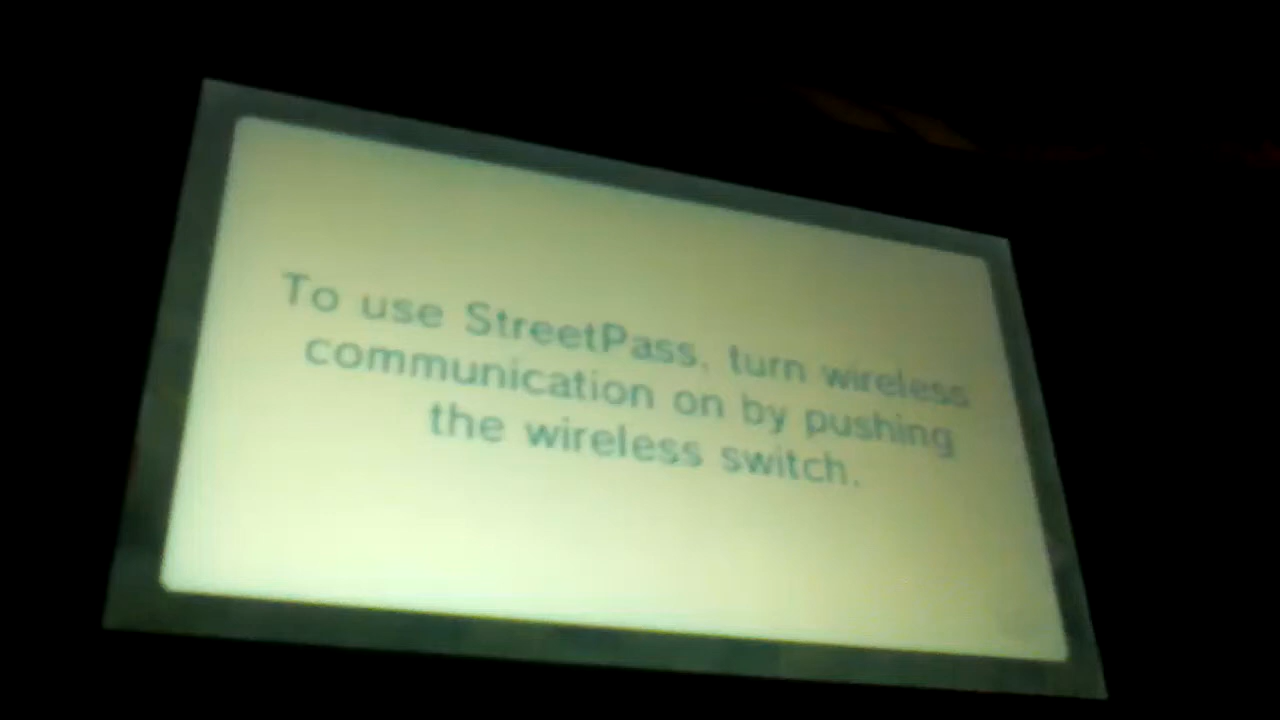 To use StreetPass, turn wireless
communication on by pushing
the wireless switch.